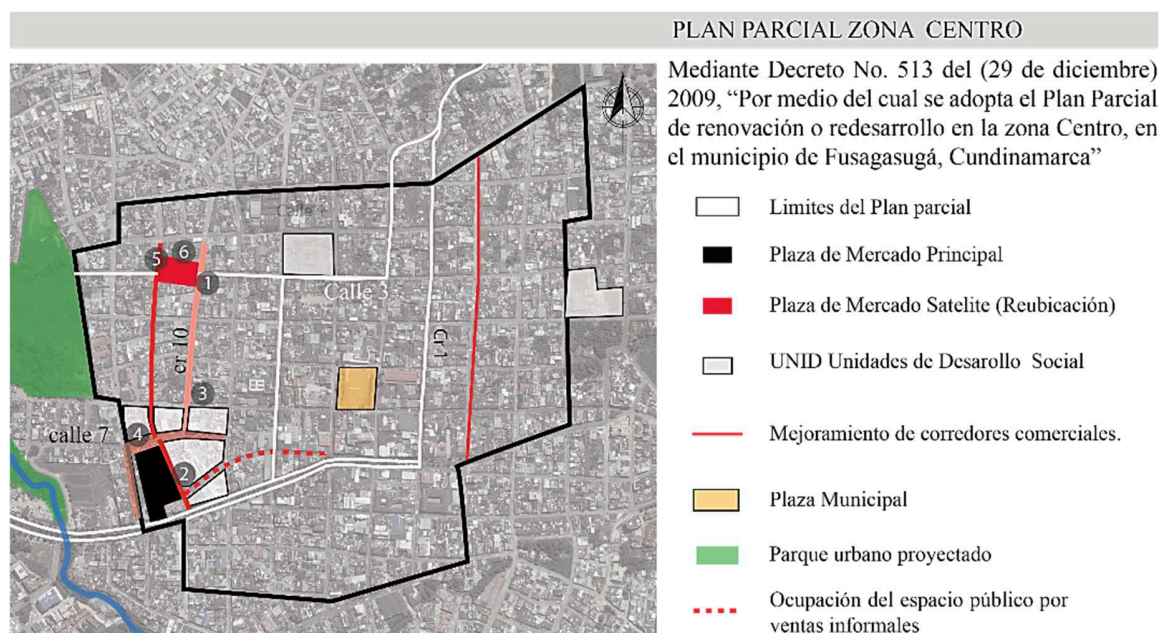 PLAN PARCIAL ZONA CENTRO
Mediante Decreto No. 513 del (29 de diciembre)
2009, “Por medio del cual se adopta el Plan Parcial
de renovación o redesarrollo en la zona Centro, en
el municipio de Fusagasugá, Cundinamarca”
Limites del Plan parcial
Plaza de Mercado Principal
Plaza de Mercado Satelite (Reubicación)
UNID Unidades de Desarollo Social
Mejoramiento de corredores comerciales.
Plaza Municipal
Parque urbano proyectado
Ocupación del espacio público por
ventas informales
Calle
5
6
1
Calle 3
cr 10
Cr 1
3
calle 7
4
2